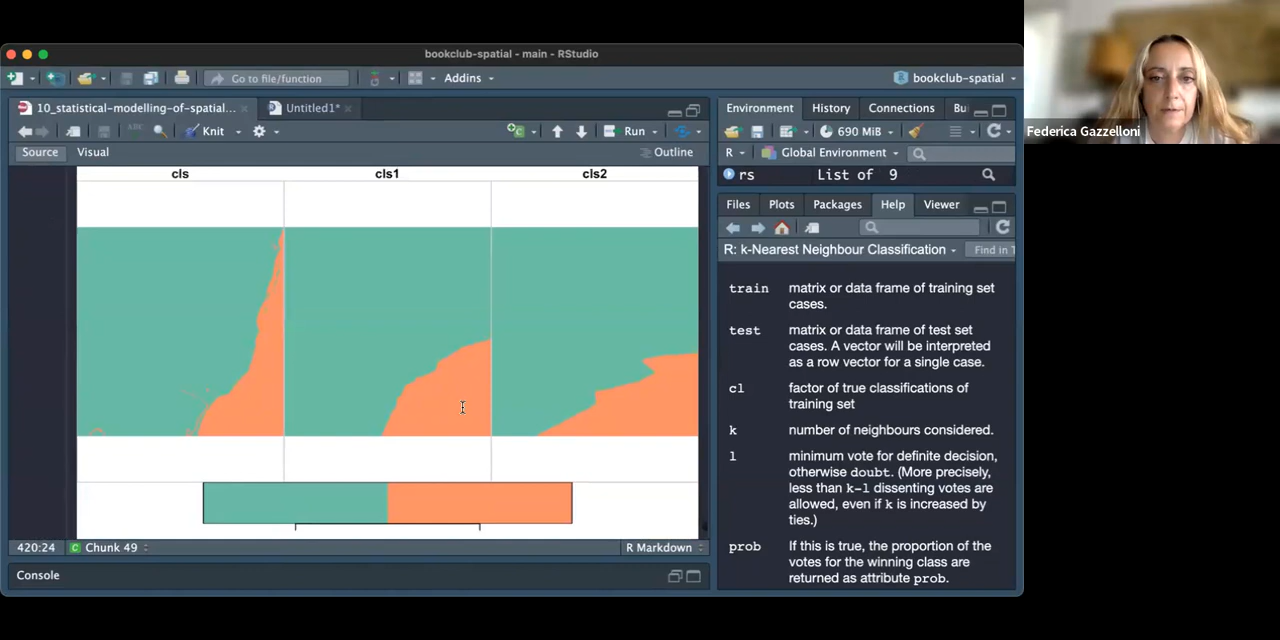 bookclub-spatial - main - RStudio
Go to file/function
Addins
bookclub-spatial
10_statistical-modelling-of-spatial...
Untitled1*
Knit
Run
Source
Visual
Outline
cls
cls1
cls2
420:24
Chunk 49
R Markdown
Console
Environment
History
Connections
Bu
690 MiB
R
Global Environment
rs
List of 9
Files
Plots
Packages
Help
Viewer
R: k-Nearest Neighbour Classification
Find in T
train
matrix or data frame of training set
cases.
test
matrix or data frame of test set
cases. A vector will be interpreted
as a row vector for a single case.
cl
factor of true classifications of
training set
k
number of neighbours considered.
l
minimum vote for definite decision,
otherwise doubt. (More precisely,
less than k-l dissenting votes are
allowed, even if k is increased by
ties.)
prob
If this is true, the proportion of the
votes for the winning class are
returned as attribute prob.
Federica Gazzelloni